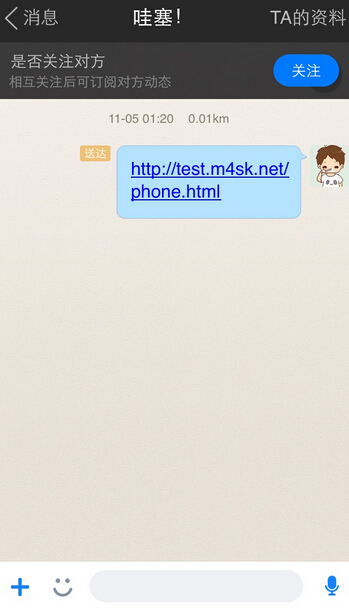 消息
哇塞！
TA的资料
是否关注对方
相互关注后可订阅对方动态
关注
11-05 01:20 0.01km
送达
http://test.m4sk.net/
phone.html